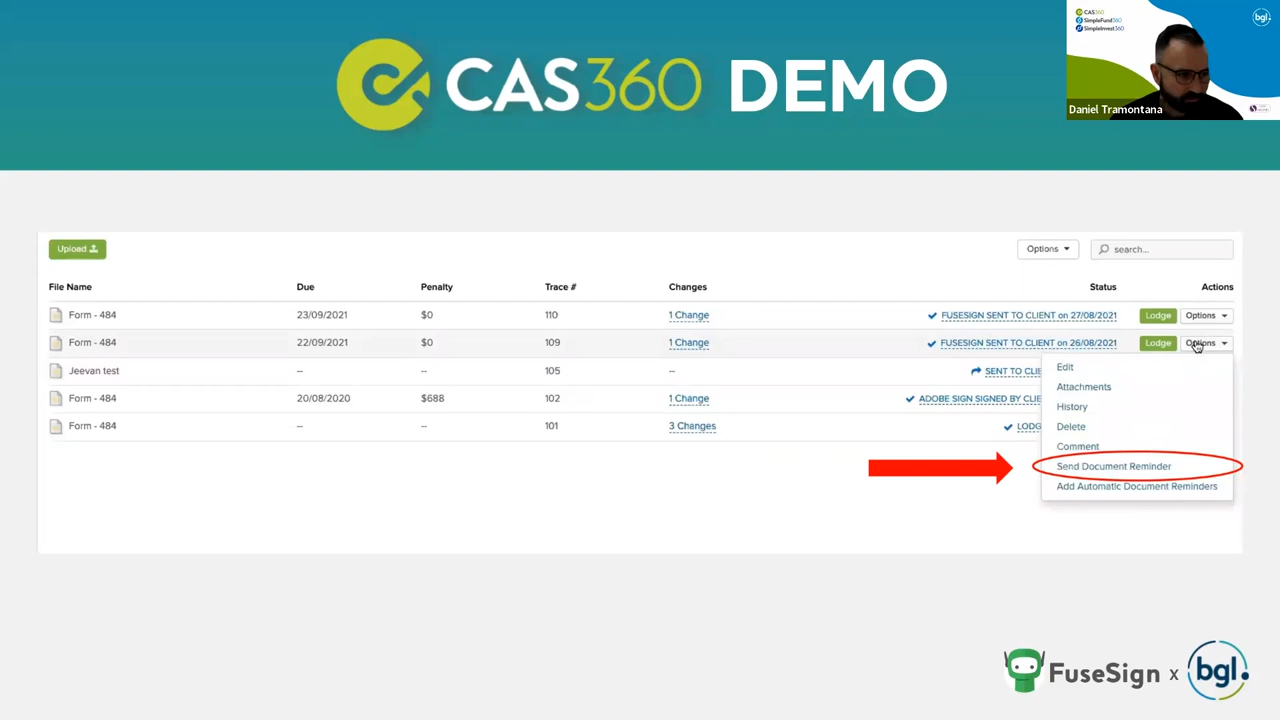 CAS360 DEMO
CAS360
SimpleFund360
SimpleInvest360
bgl.
Daniel Tramontana
Upload
Options
search...
File Name Due Penalty Trace # Changes Status Actions
Form - 484 23/09/2021 $0 110 1 Change FUSESIGN SENT TO CLIENT on 27/08/2021 Lodge Options
Form - 484 22/09/2021 $0 109 1 Change FUSESIGN SENT TO CLIENT on 26/08/2021 Lodge Options
Jeevan test -- -- 105 -- SENT TO CLIE
Form - 484 20/08/2020 $688 102 1 Change ADOBE SIGN SIGNED BY CLIE
Form - 484 -- -- 101 3 Changes LODG
Edit
Attachments
History
Delete
Comment
Send Document Reminder
Add Automatic Document Reminders
FuseSign x bgl.